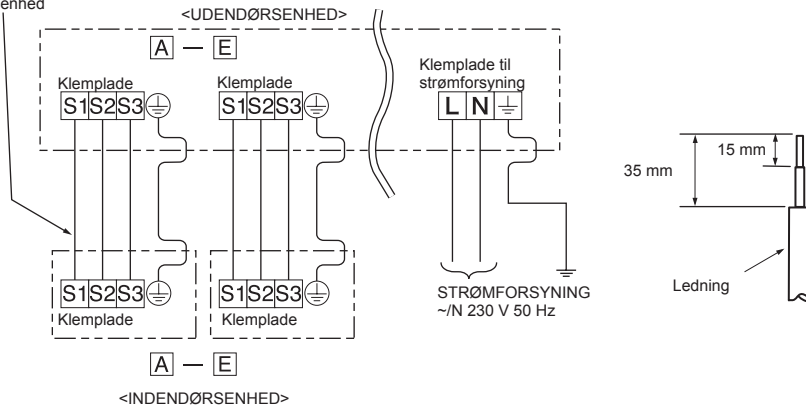 enhed
<UDENDØRSENHED>
A — E
Klemplade
S1 S2 S3
Klemplade
S1 S2 S3
Klemplade til
strømforsyning
L N
S1 S2 S3
Klemplade
S1 S2 S3
Klemplade
A — E
<INDENDØRSENHED>
STRØMFORSYNING
~/N 230 V 50 Hz
35 mm
15 mm
Ledning